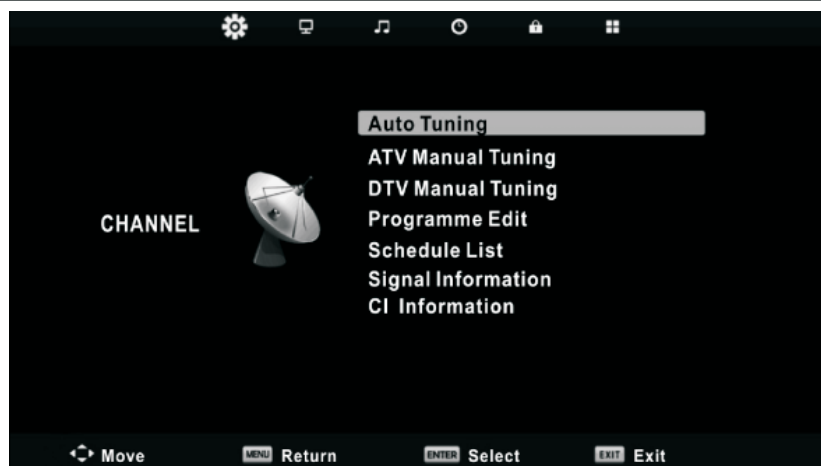 Auto Tuning
ATV Manual Tuning
DTV Manual Tuning
CHANNEL
Programme Edit
Schedule List
Signal Information
CI Information
Move MENU Return ENTER Select EXIT Exit